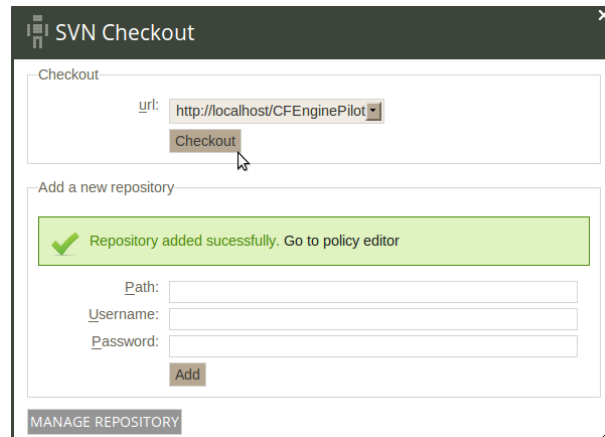 SVN Checkout
Checkout
url: http://localhost/CFEnginePilot
Checkout
Add a new repository
Repository added sucessfully. Go to policy editor
Path:
Username:
Password:
Add
MANAGE REPOSITORY